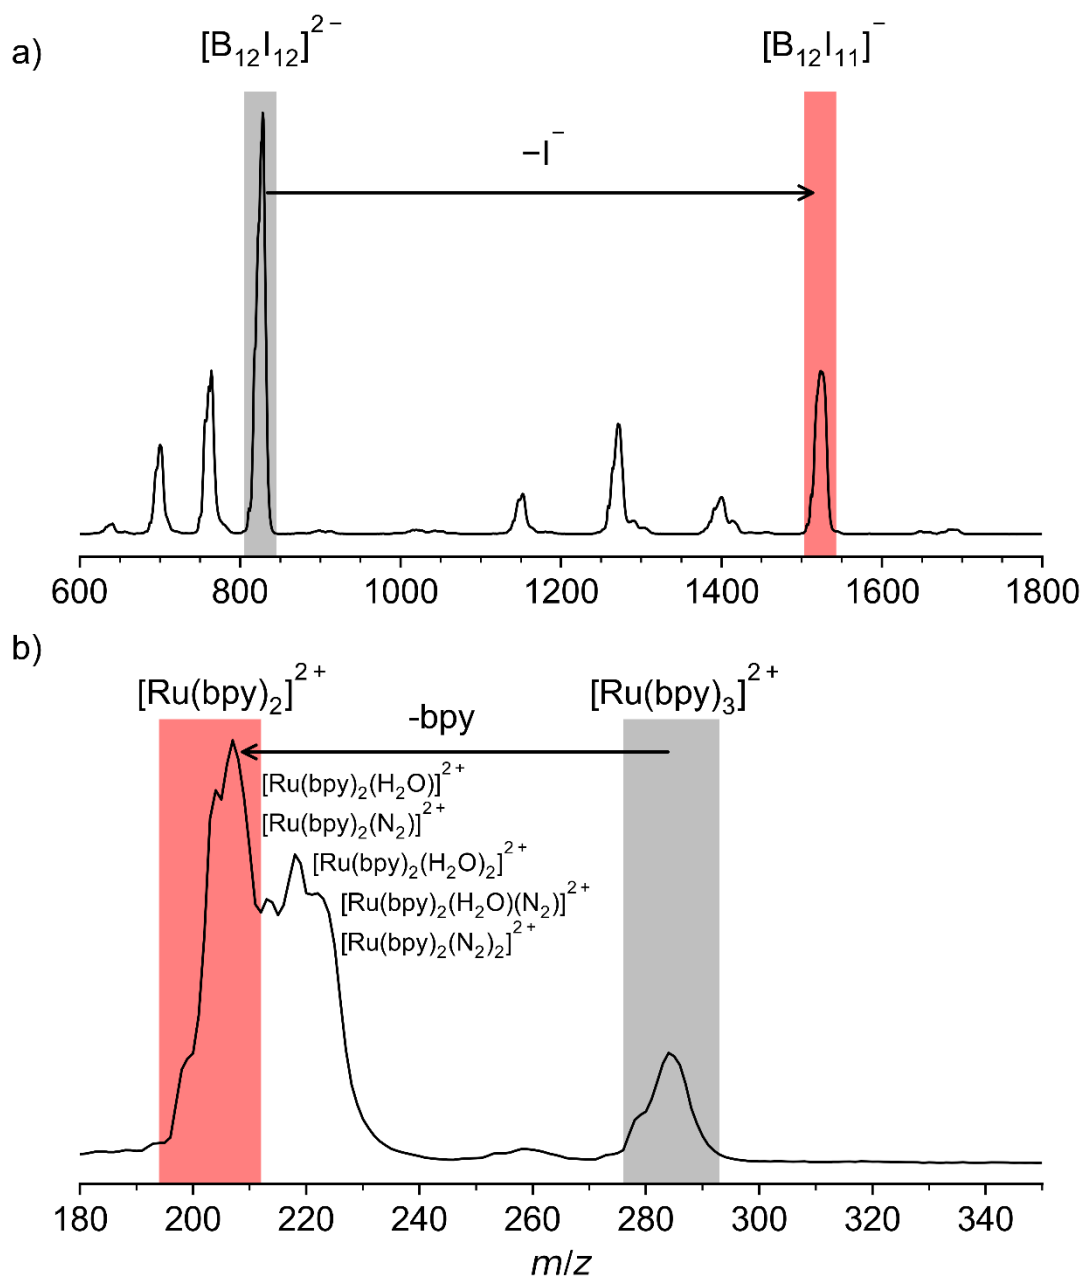 a)
[B₁₂I₁₂]²⁻ [B₁₂I₁₁]⁻
−I⁻
600 800 1000 1200 1400 1600 1800
b)
[Ru(bpy)₂]²⁺ [Ru(bpy)₃]²⁺
-bpy
[Ru(bpy)₂(H₂O)]²⁺
[Ru(bpy)₂(N₂)]²⁺
[Ru(bpy)₂(H₂O)₂]²⁺
[Ru(bpy)₂(H₂O)(N₂)]²⁺
[Ru(bpy)₂(N₂)₂]²⁺
180 200 220 240 260 280 300 320 340
m/z